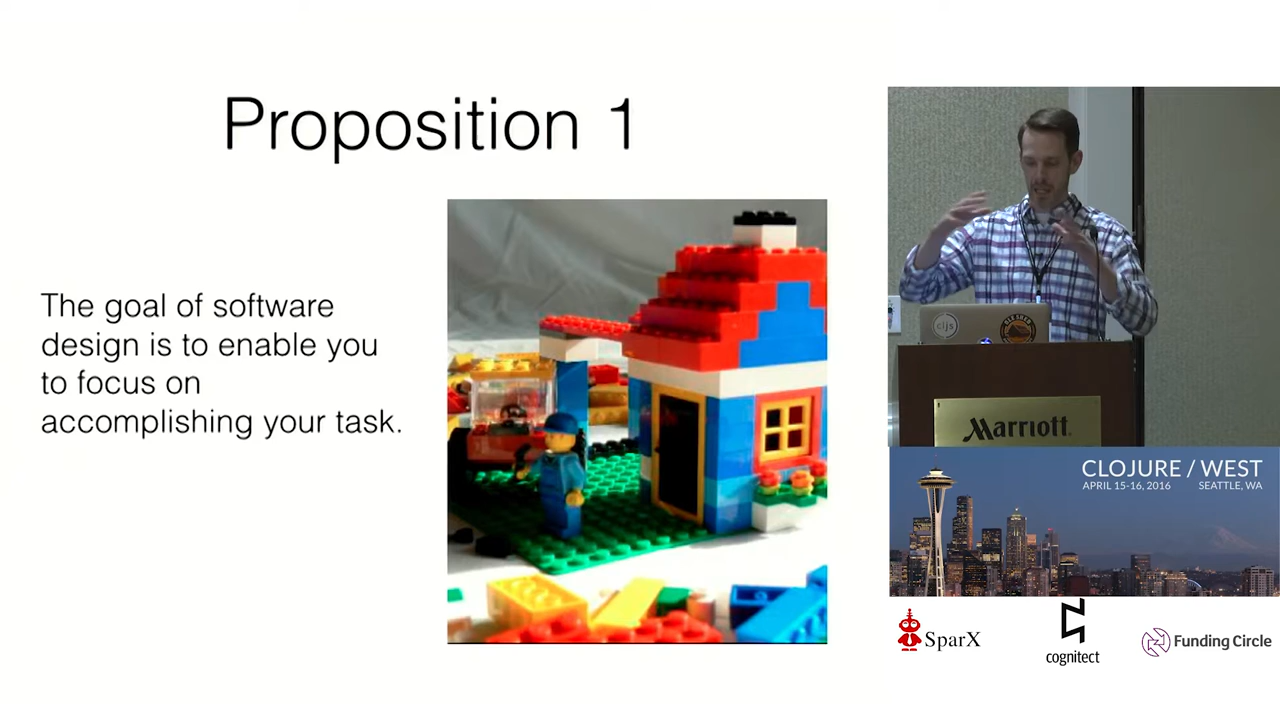 Proposition 1
The goal of software
design is to enable you
to focus on
accomplishing your task.
cljs
Marriott
CLOJURE / WEST
APRIL 15-16, 2016 SEATTLE, WA
SparX
cognitect
Funding Circle